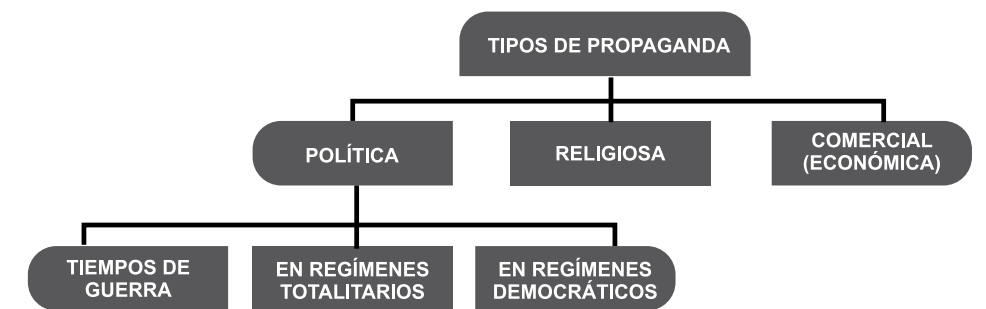 TIPOS DE PROPAGANDA
POLÍTICA
RELIGIOSA
COMERCIAL
(ECONÓMICA)
TIEMPOS DE
GUERRA
EN REGÍMENES
TOTALITARIOS
EN REGÍMENES
DEMOCRÁTICOS